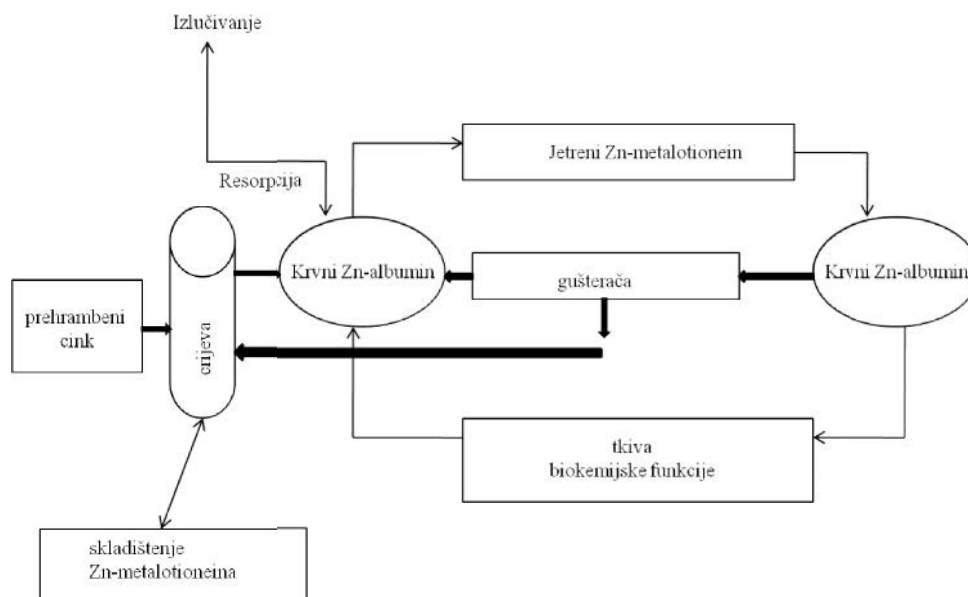 Izlučivanje
Jetreni Zn-metalotionein
Resorpcija
Krvni Zn-albumin
gušterača
Krvni Zn-albumin
prehrambeni
cink
crijeva
tkiva
biokemijske funkcije
skladištenje
Zn-metalotioneina